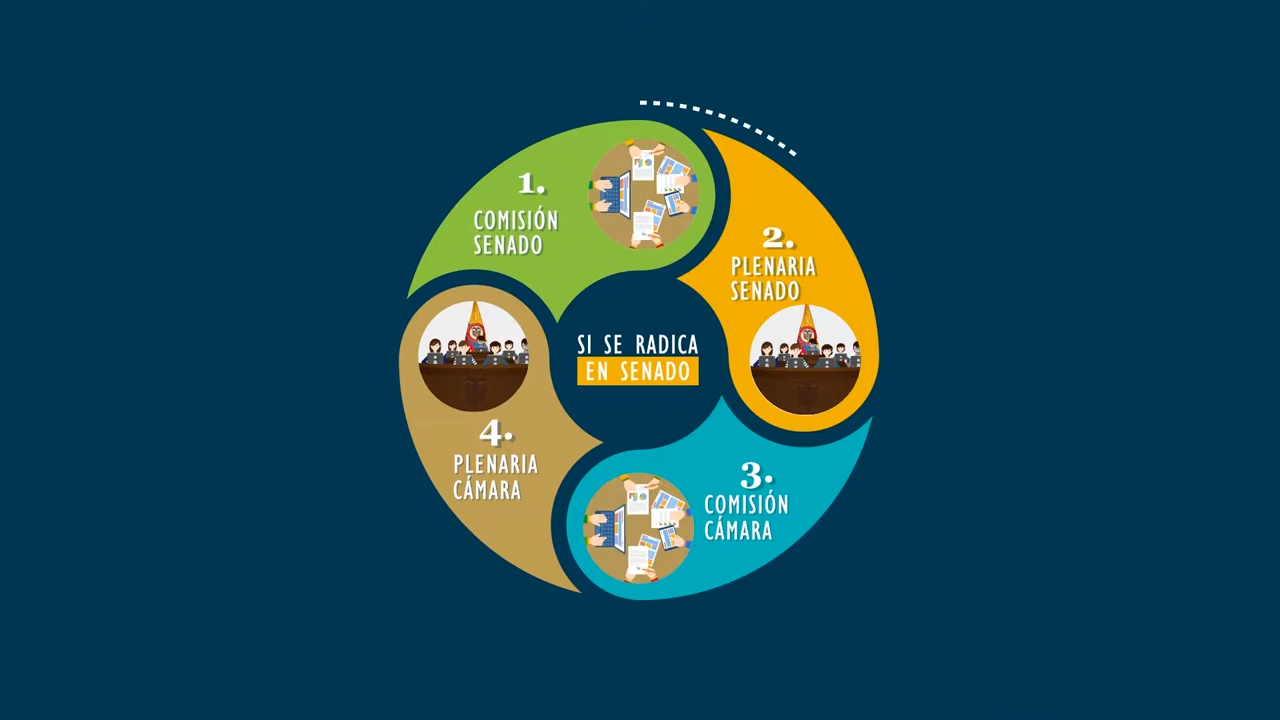 1.
COMISIÓN
SENADO
2.
PLENARIA
SENADO
SI SE RADICA
EN SENADO
3.
COMISIÓN
CÁMARA
4.
PLENARIA
CÁMARA